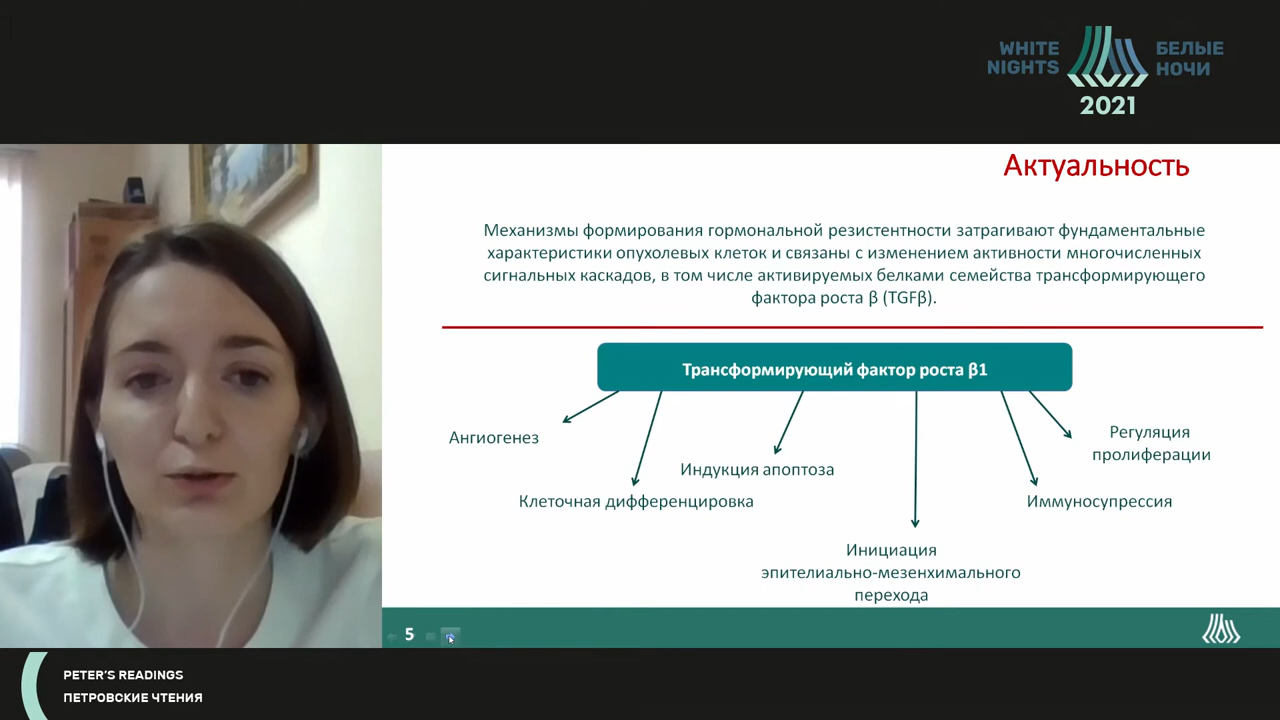 WHITE
NIGHTS
БЕЛЫЕ
НОЧИ
2021
Актуальность
Механизмы формирования гормональной резистентности затрагивают фундаментальные
характеристики опухолевых клеток и связаны с изменением активности многочисленных
сигнальных каскадов, в том числе активируемых белками семейства трансформирующего
фактора роста β (TGFβ).
Трансформирующий фактор роста β1
Ангиогенез
Клеточная дифференцировка
Индукция апоптоза
Инициация
эпителиально-мезенхимального
перехода
Иммуносупрессия
Регуляция
пролиферации
5
PETER'S READINGS
ПЕТРОВСКИЕ ЧТЕНИЯ